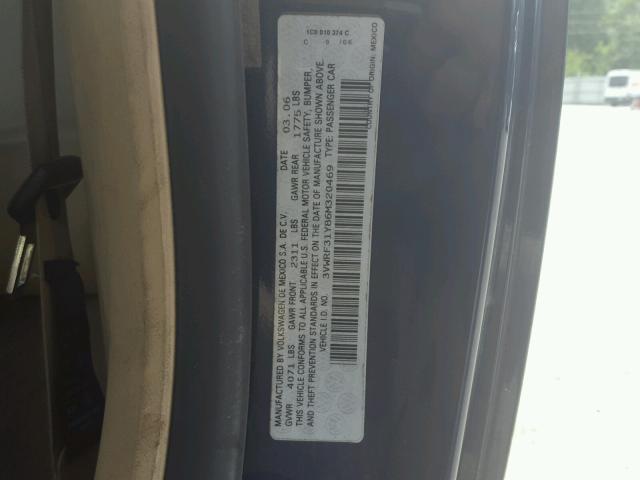 MANUFACTURED BY VOLKSWAGEN DE MEXICO S.A. DE C.V. DATE 03.06
GVWR 4071 LBS GAWR FRONT 2311 LBS GAWR REAR 1775 LBS
THIS VEHICLE CONFORMS TO ALL APPLICABLE U.S. FEDERAL MOTOR VEHICLE SAFETY, BUMPER,
AND THEFT PREVENTION STANDARDS IN EFFECT ON THE DATE OF MANUFACTURE SHOWN ABOVE.
VEHICLE I.D. NO. 3VWRF31Y86M320469 TYPE: PASSENGER CAR
COUNTRY OF ORIGIN: MEXICO
1C0 010 374 C